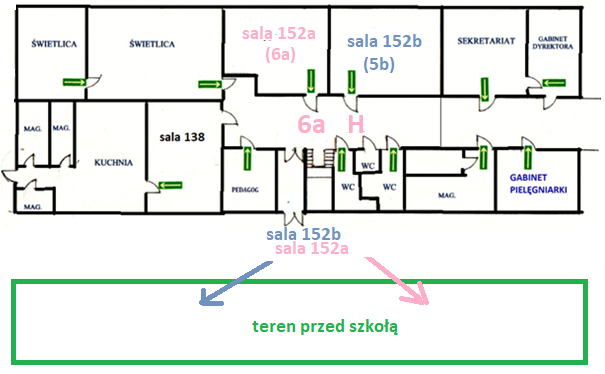 ŚWIETLICA
ŚWIETLICA
sala 152a
(6a)
sala 152b
(5b)
SEKRETARIAT
GABINET
DYREKTORA
6a H
MAG.
MAG.
KUCHNIA
sala 138
MAG.
PEDAGOG
WC
WC
WC
MAG.
GABINET
PIELĘGNIARKI
sala 152b
sala 152a
teren przed szkołą